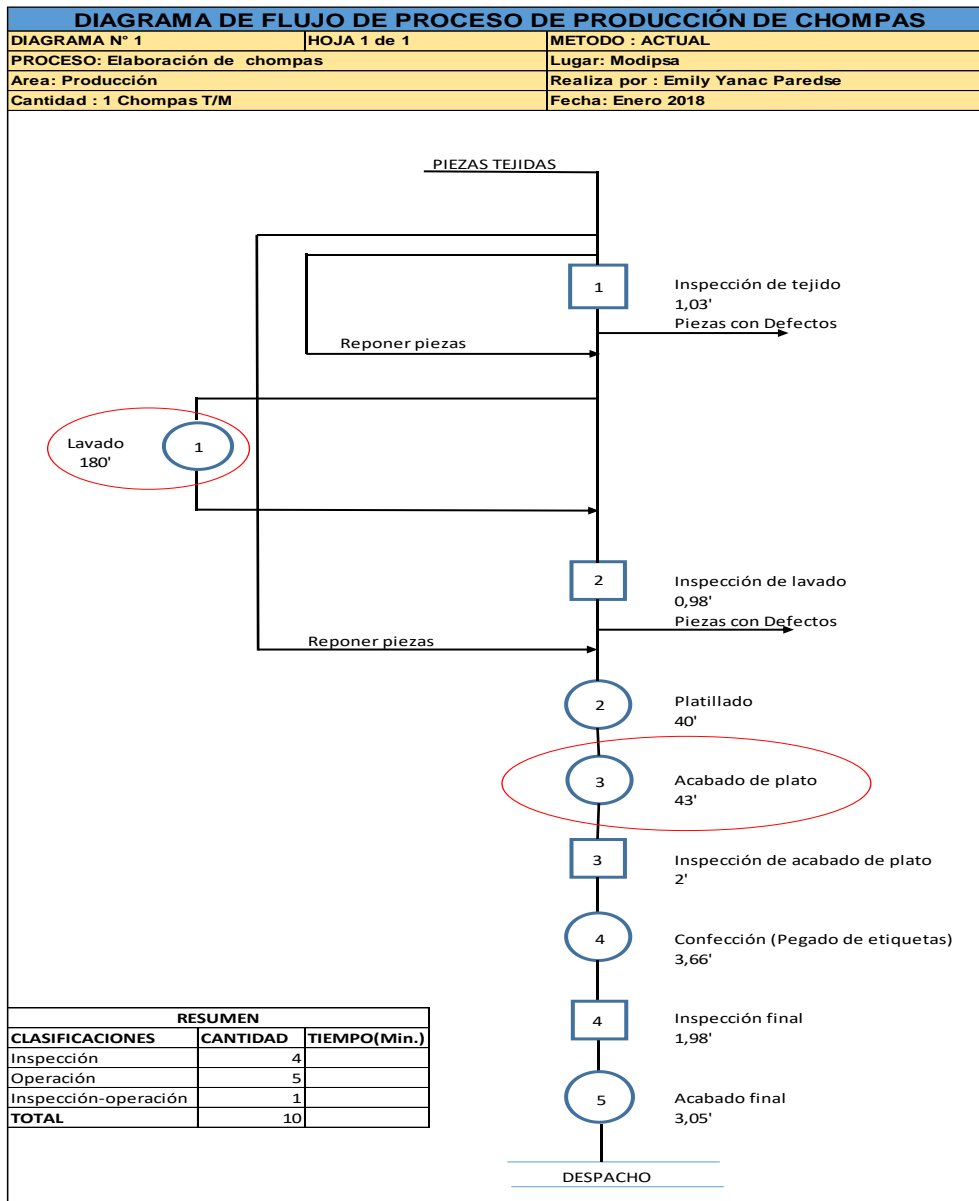 DIAGRAMA DE FLUJO DE PROCESO DE PRODUCCIÓN DE CHOMPAS
DIAGRAMA N° 1 HOJA 1 de 1 METODO : ACTUAL
PROCESO: Elaboración de chompas Lugar: Modipsa
Area: Producción Realiza por : Emily Yanac Paredse
Cantidad : 1 Chompas T/M Fecha: Enero 2018
PIEZAS TEJIDAS
1 Inspección de tejido
1,03'
Piezas con Defectos
Reponer piezas
Lavado 1
180'
2 Inspección de lavado
0,98'
Piezas con Defectos
Reponer piezas
2 Platillado
40'
3 Acabado de plato
43'
3 Inspección de acabado de plato
2'
4 Confección (Pegado de etiquetas)
3,66'
4 Inspección final
1,98'
5 Acabado final
3,05'
DESPACHO
RESUMEN
CLASIFICACIONES CANTIDAD TIEMPO(Min.)
Inspección 4
Operación 5
Inspección-operación 1
TOTAL 10